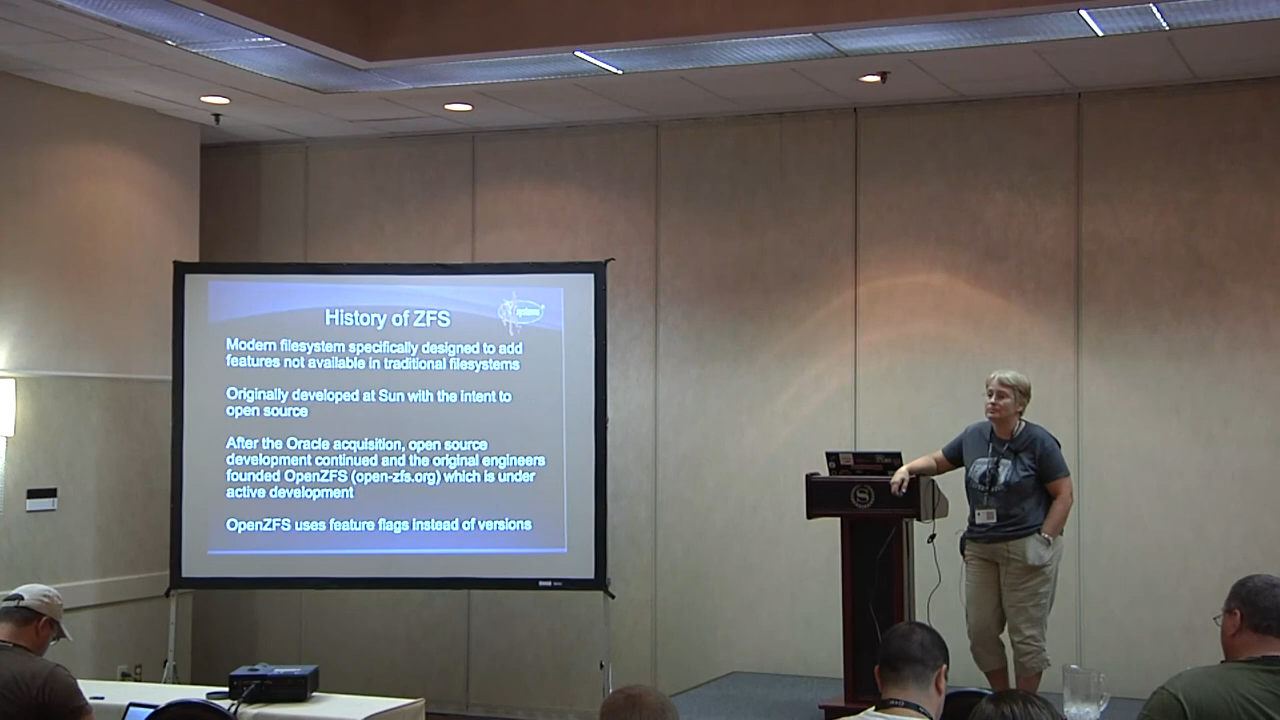 History of ZFS
systems
Modern filesystem specifically designed to add
features not available in traditional filesystems
Originally developed at Sun with the intent to
open source
After the Oracle acquisition, open source
development continued and the original engineers
founded OpenZFS (open-zfs.org) which is under
active development
OpenZFS uses feature flags instead of versions
S